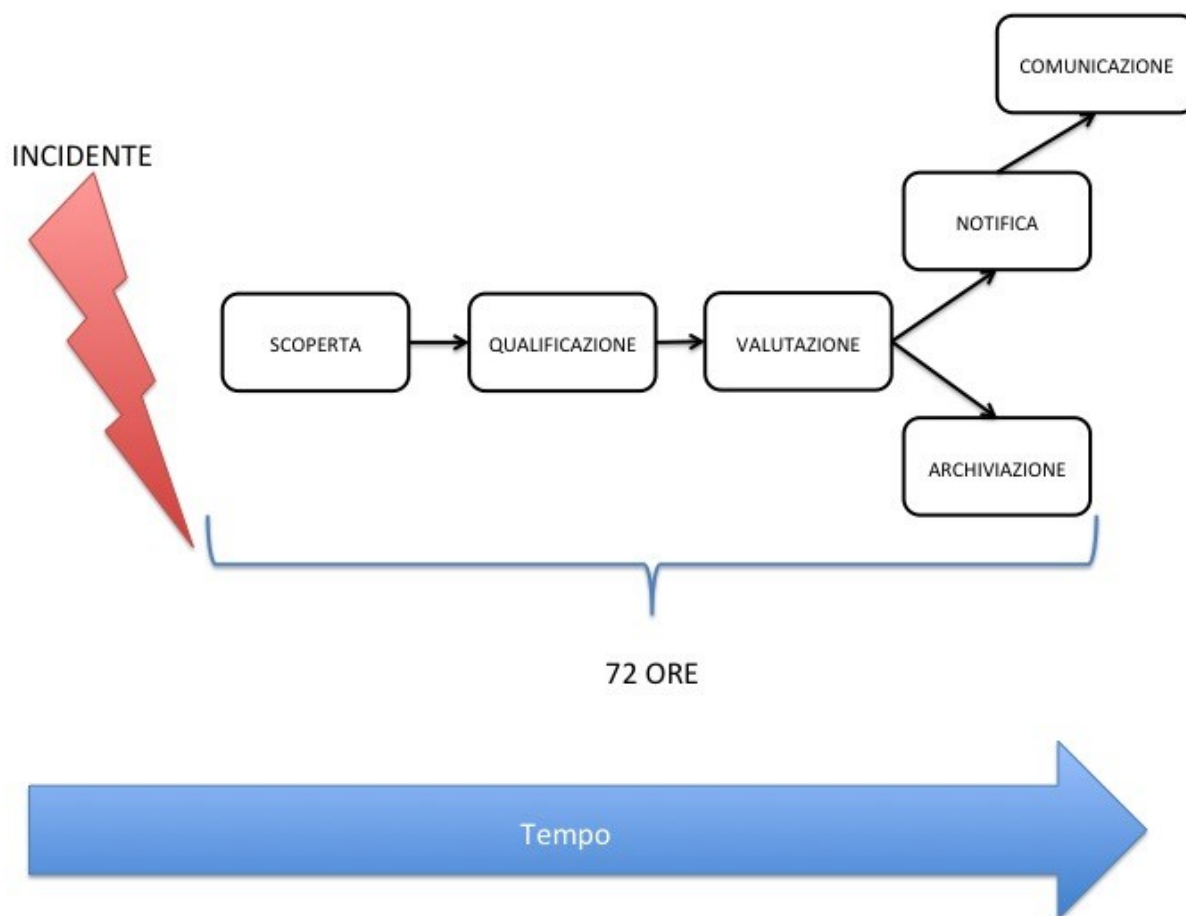 COMUNICAZIONE
INCIDENTE
NOTIFICA
SCOPERTA
QUALIFICAZIONE
VALUTAZIONE
ARCHIVIAZIONE
72 ORE
Tempo